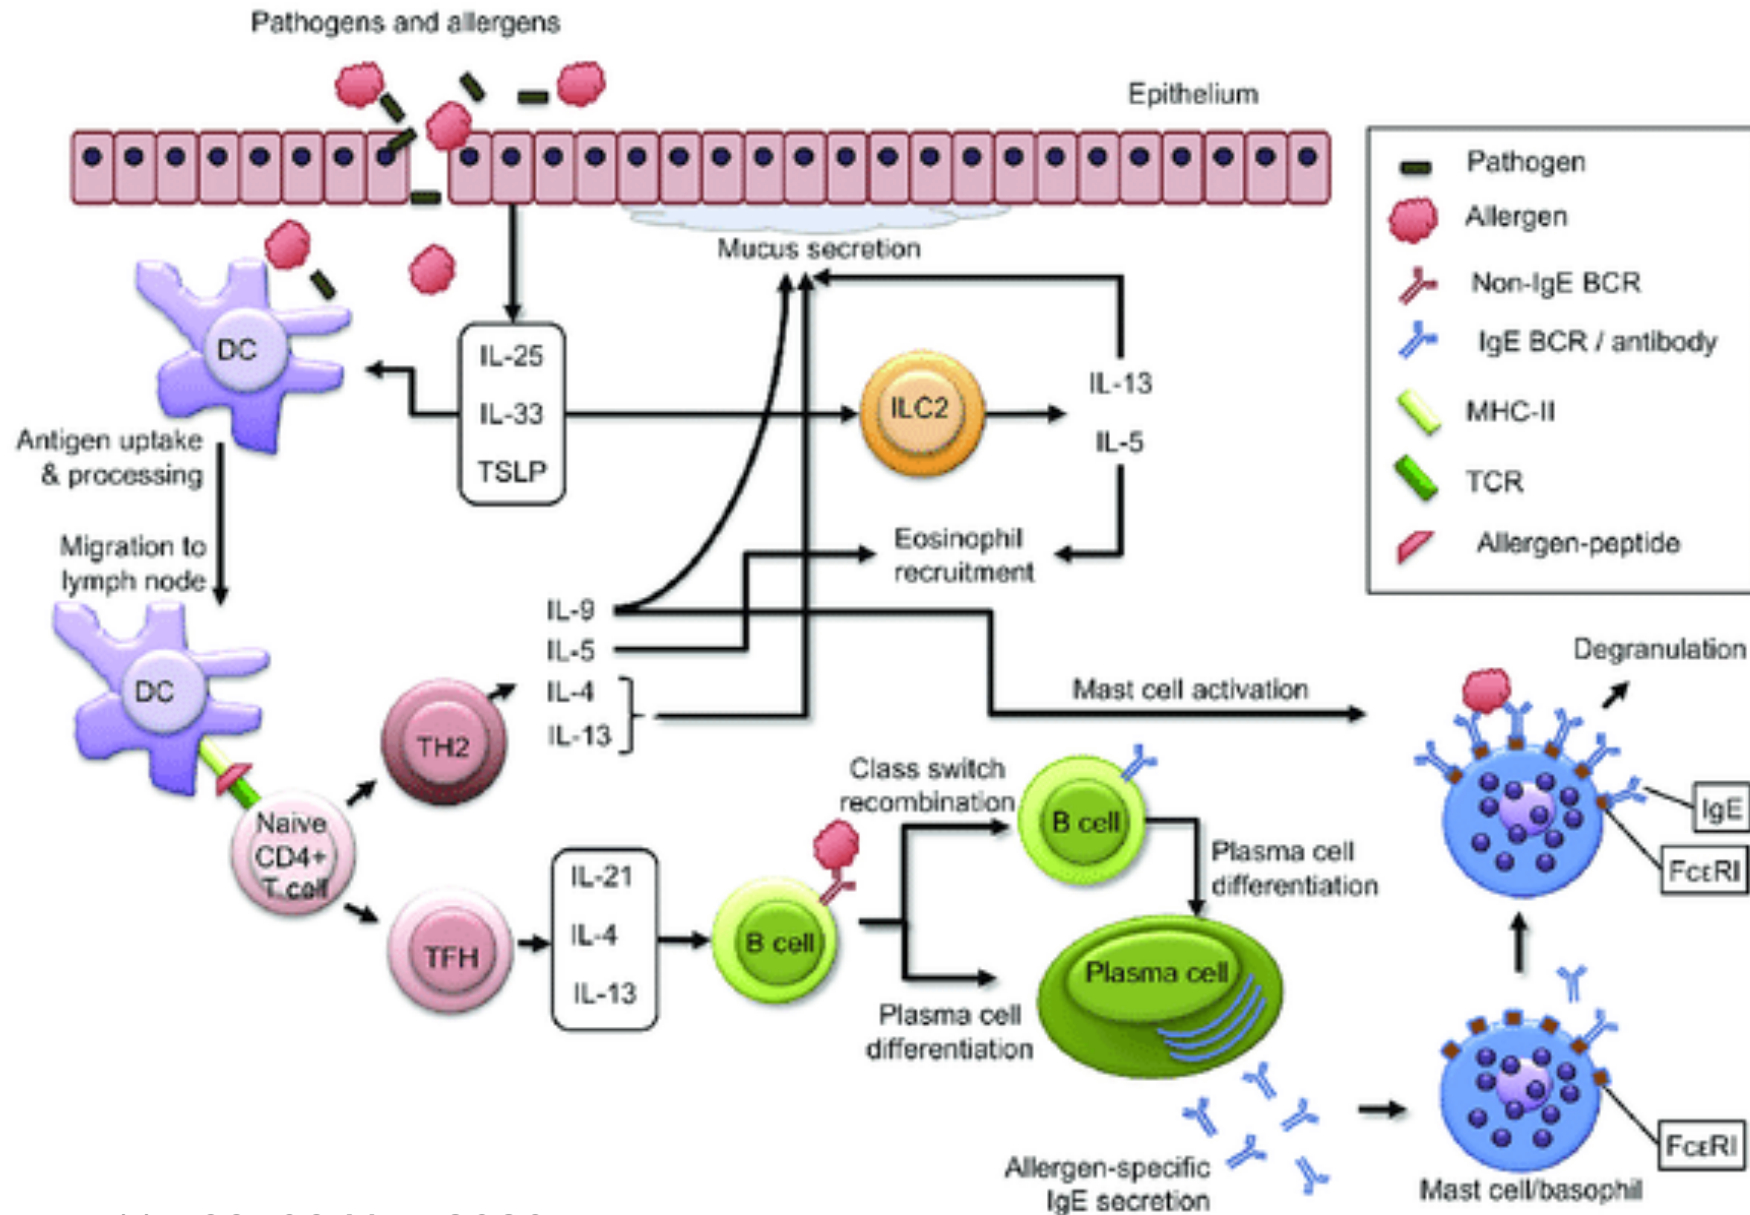 Pathogens and allergens
Epithelium
Pathogen
Allergen
Non-IgE BCR
IgE BCR / antibody
MHC-II
TCR
Allergen-peptide
Mucus secretion
DC
IL-25
IL-33
TSLP
ILC2
IL-13
IL-5
Antigen uptake
& processing
Migration to
lymph node
Eosinophil
recruitment
IL-9
IL-5
IL-4
IL-13
DC
TH2
Mast cell activation
Degranulation
Naive
CD4+
T cell
Class switch
recombination
B cell
Plasma cell
differentiation
IgE
FcεRI
TFH
IL-21
IL-4
IL-13
B cell
Plasma cell
Plasma cell
differentiation
Allergen-specific
IgE secretion
FcεRI
Mast cell/basophil